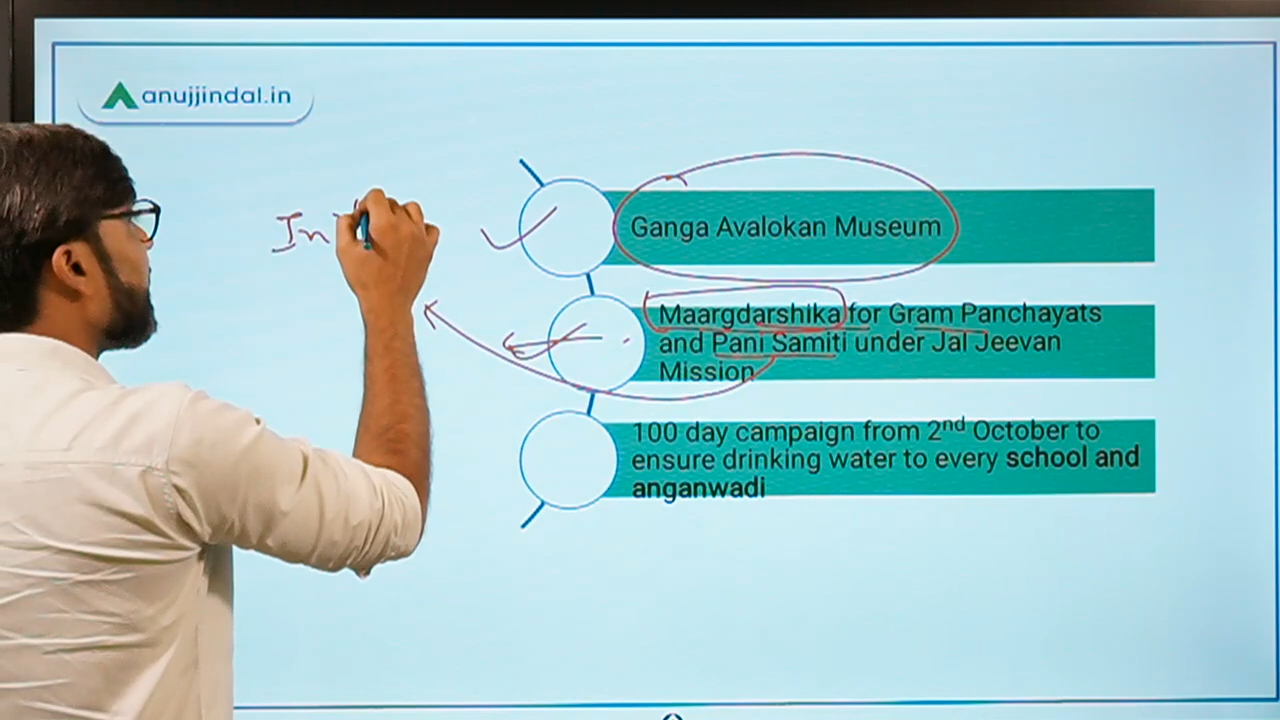 anujjindal.in
In
Ganga Avalokan Museum
Maargdarshika for Gram Panchayats
and Pani Samiti under Jal Jeevan
Mission
100 day campaign from 2nd October to
ensure drinking water to every school and
anganwadi